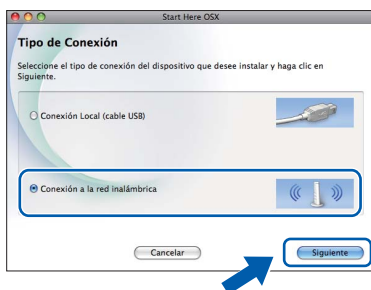 Start Here OSX
Tipo de Conexión
Seleccione el tipo de conexión del dispositivo que desee instalar y haga clic en
Siguiente.
Conexión Local (cable USB)
Conexión a la red inalámbrica
Cancelar
Siguiente